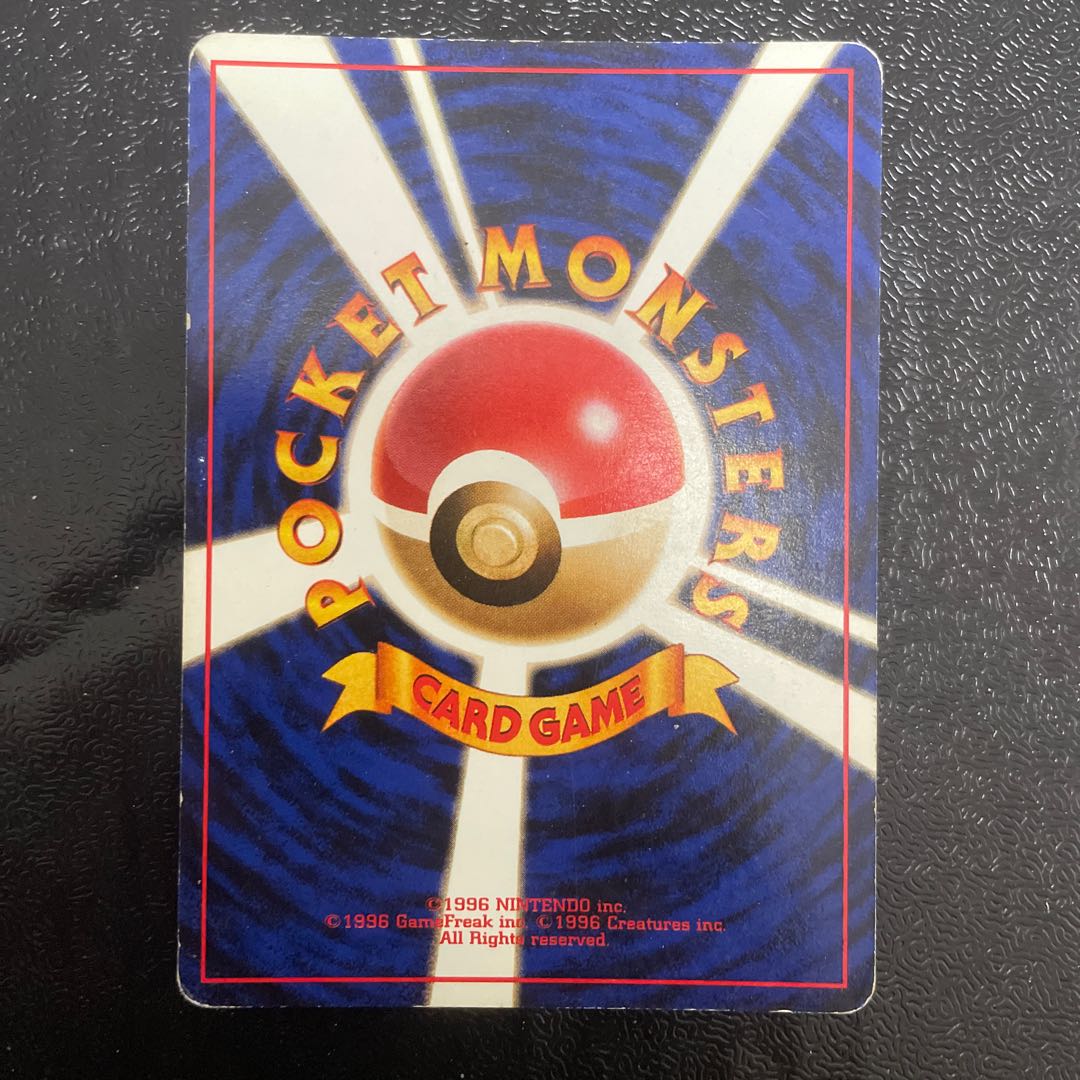 POCKET MONSTERS
CARD GAME
©1996 NINTENDO inc.
©1996 GameFreak inc. ©1996 Creatures inc.
All Rights reserved.